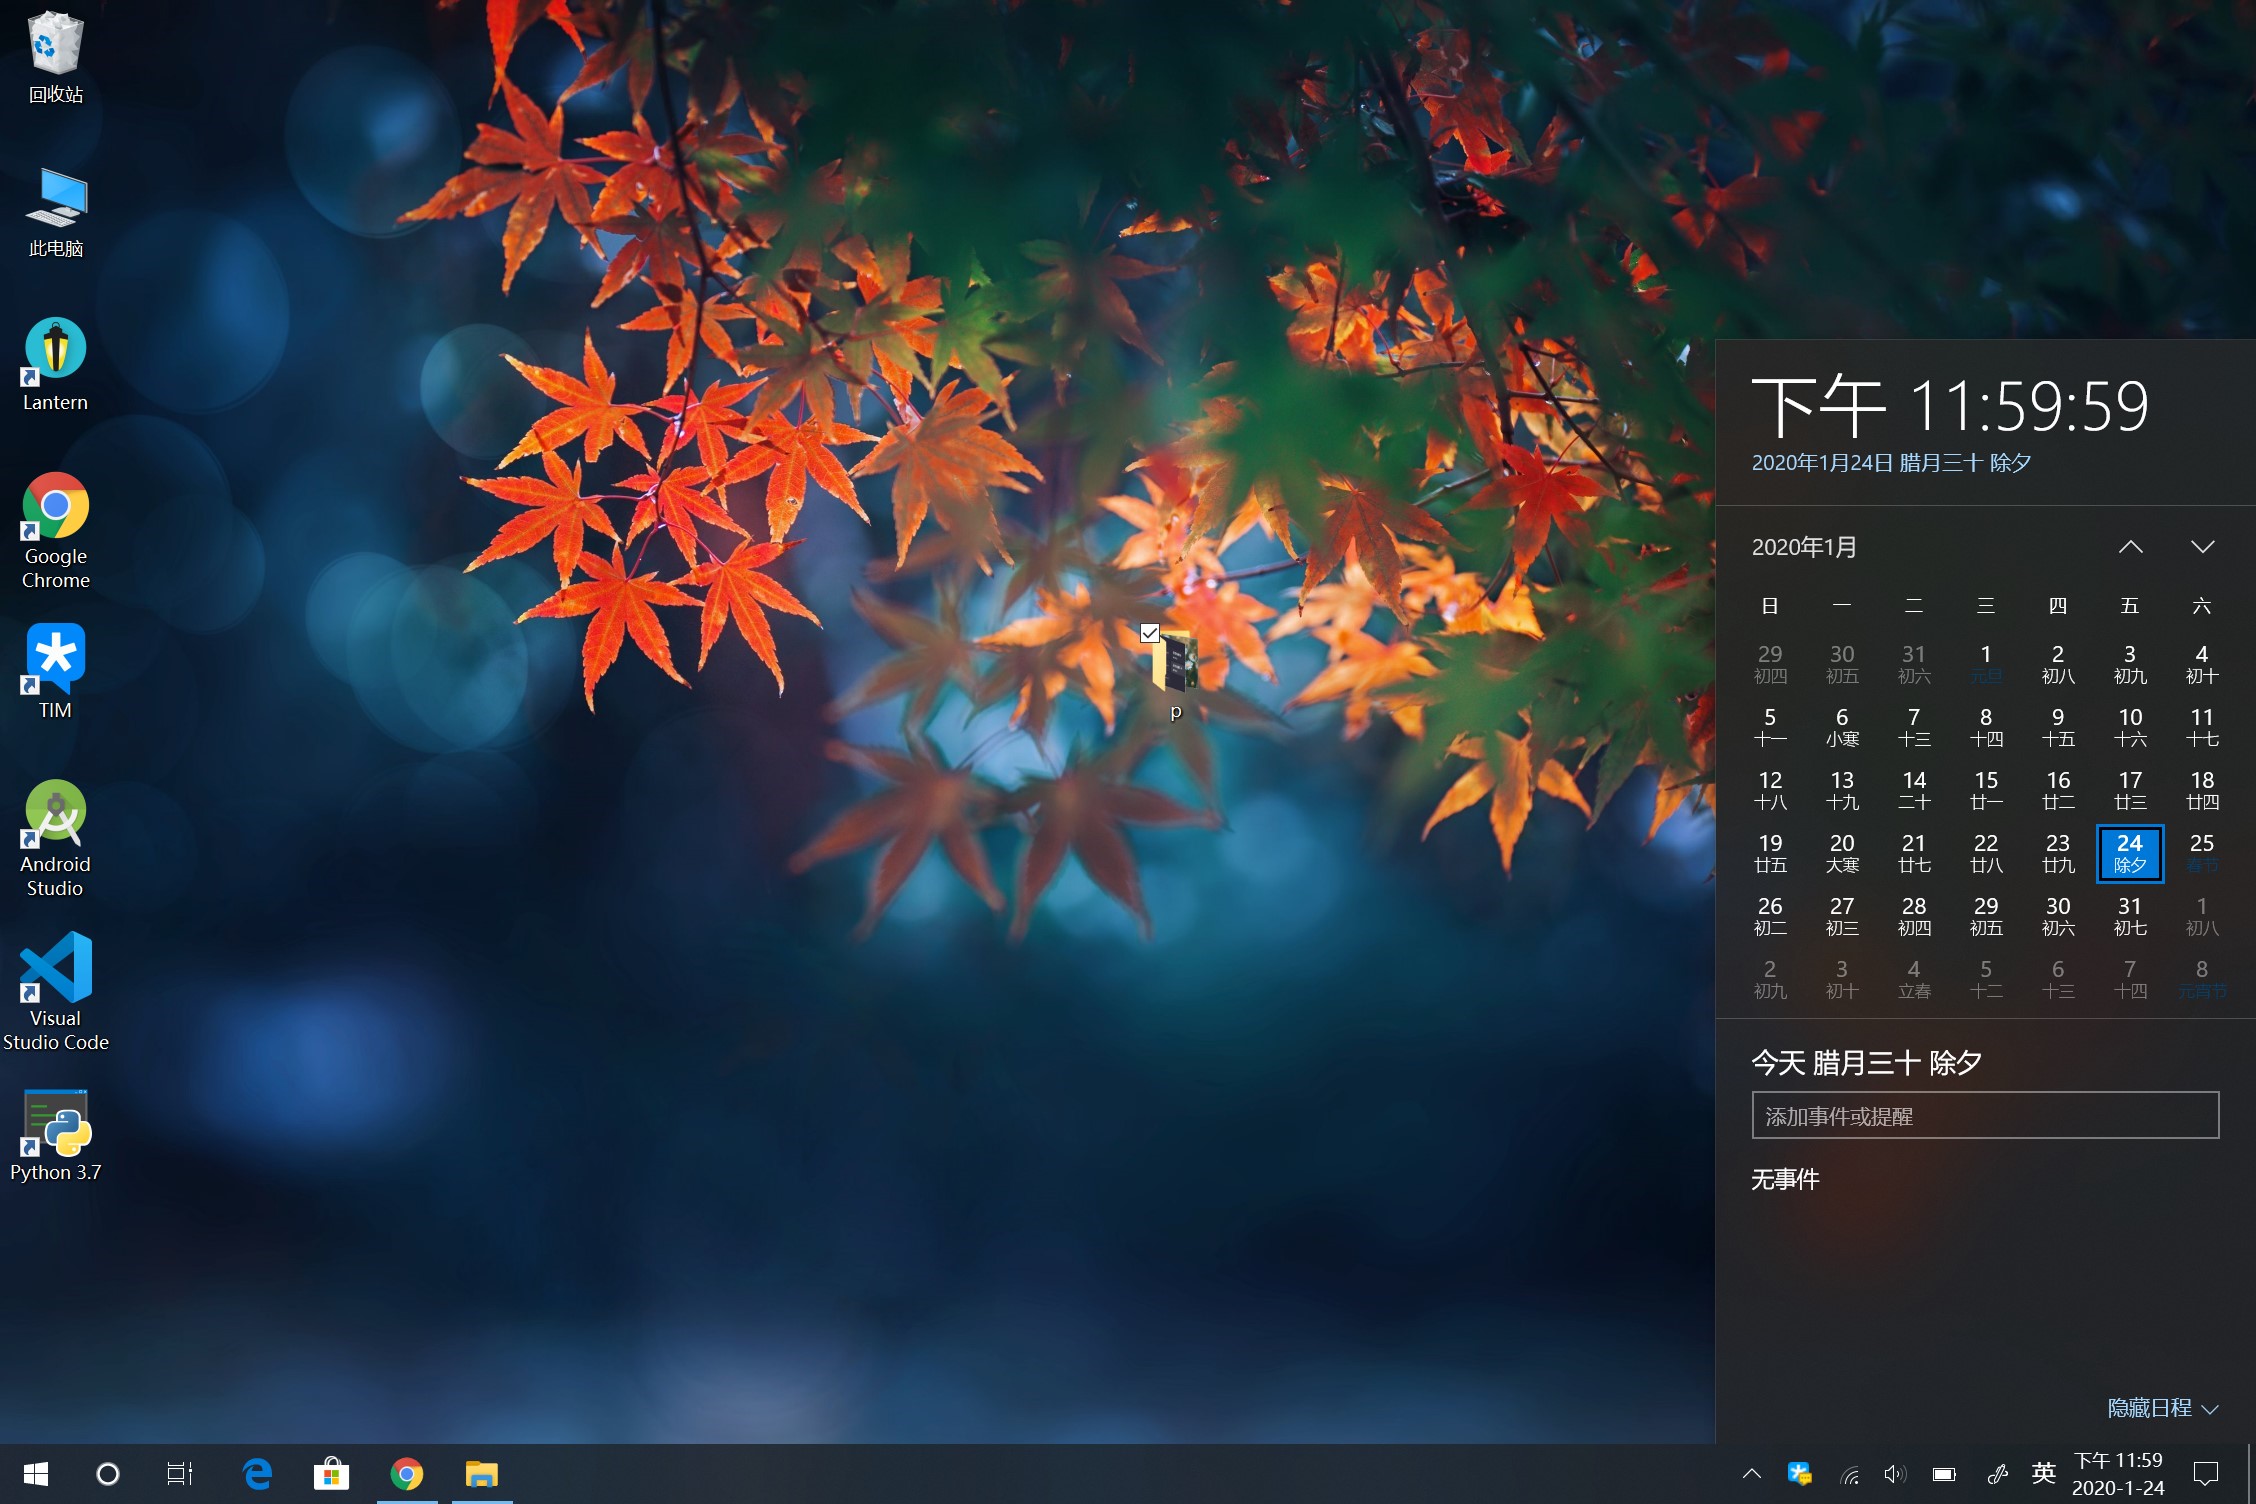 回收站
此电脑
Lantern
Google
Chrome
TIM
Android
Studio
Visual
Studio Code
Python 3.7
p
下午 11:59:59
2020年1月24日 腊月三十 除夕
2020年1月
日 一 二 三 四 五 六
29 30 31 1 2 3 4
初四 初五 初六 元旦 初八 初九 初十
5 6 7 8 9 10 11
十一 小寒 十三 十四 十五 十六 十七
12 13 14 15 16 17 18
十八 十九 二十 廿一 廿二 廿三 廿四
19 20 21 22 23 24 25
廿五 大寒 廿七 廿八 廿九 除夕 春节
26 27 28 29 30 31 1
初二 初三 初四 初五 初六 初七 初八
2 3 4 5 6 7 8
初九 初十 立春 十二 十三 十四 元宵节
今天 腊月三十 除夕
添加事件或提醒
无事件
隐藏日程
英
下午 11:59
2020-1-24